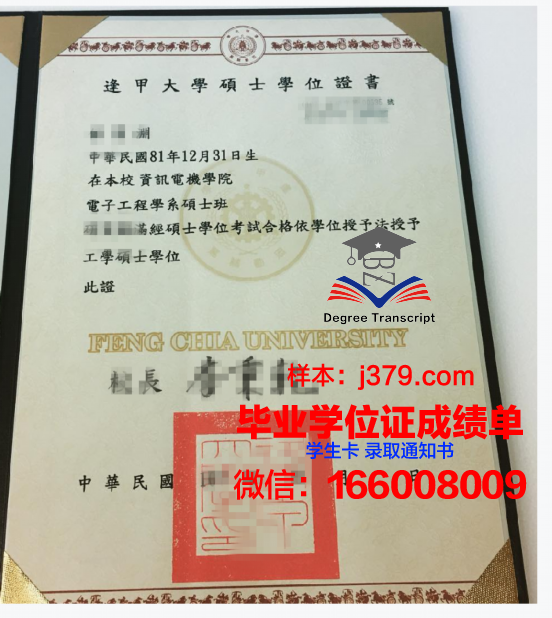 逢甲大學碩士學位證書
號
中華民國81年12月31日生
在本校 資訊電機學院
電子工程學系碩士班
經碩士學位考試合格依學位授予法授予
工學碩士學位
此證
BZ
Degree Transcript
FENG CHIA UNIVERSITY
校長
样本：j379.com
毕业学位证成绩单
学生卡 录取通知书
微信：166008009
中華民國 月 日